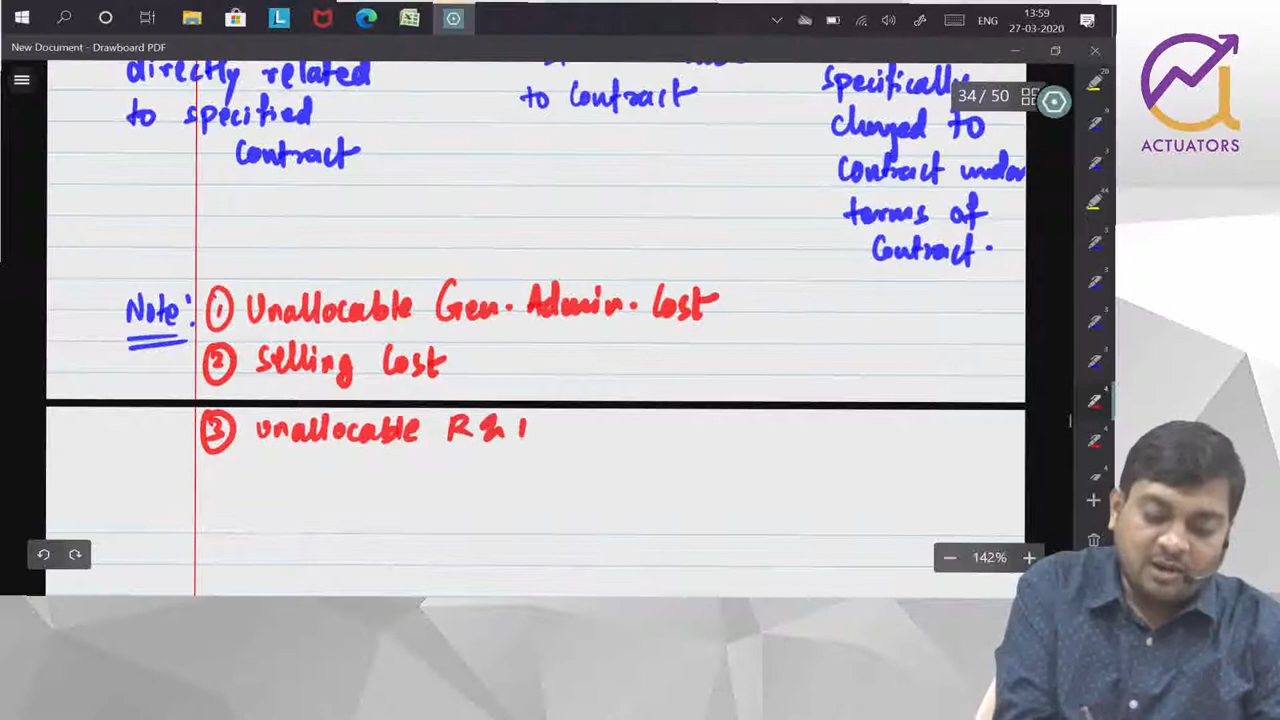 13:59
ENG
27-03-2020
New Document - Drawboard PDF
directly related
to specified
contract
to contract
specifically
charged to
contract under
terms of
contract.
34 / 50
Note:
① Unallocable Gen. Admin. Cost
② Selling Cost
③ Unallocable R &
142%
ACTUATORS